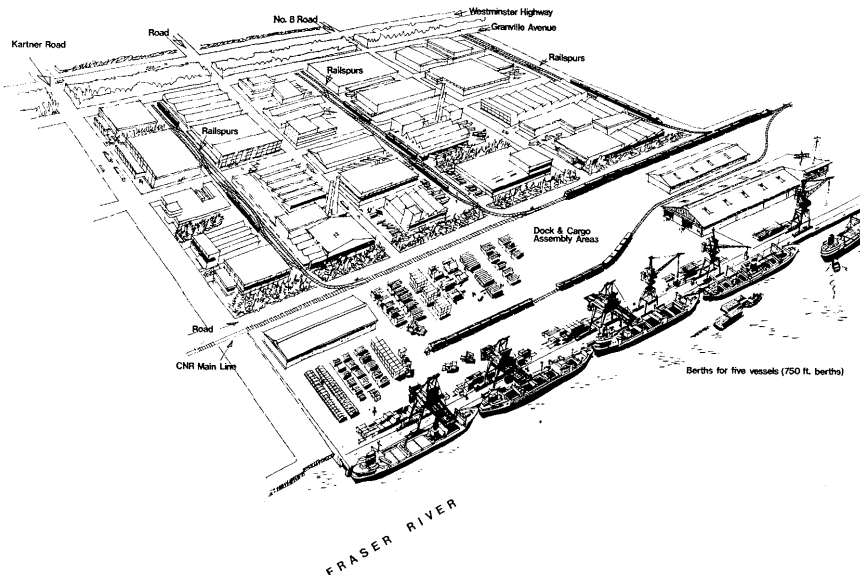 Westminster Highway
No. 8 Road
Granville Avenue
Road
Kartner Road
Railspurs
Railspurs
Railspurs
Dock & Cargo
Assembly Areas
Road
CNR Main Line
Berths for five vessels (750 ft. berths)
FRASER RIVER